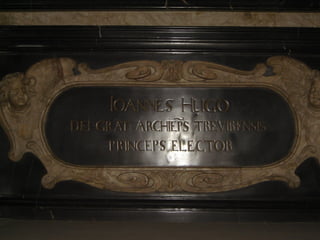 IOANNES HUGO
DEI GRAT ARCHIEPS TREVIRENSIS
PRINCEPS ELECTOR